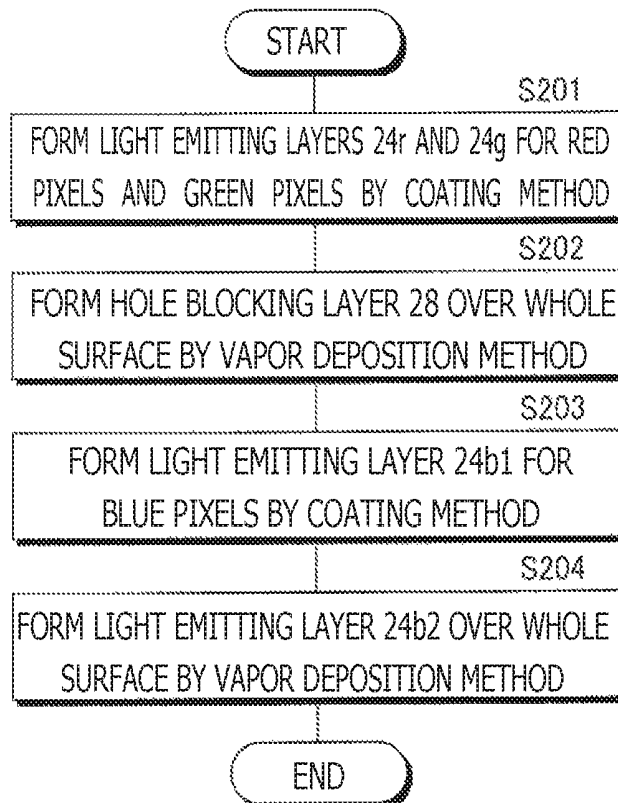 START
S201
FORM LIGHT EMITTING LAYERS 24r AND 24g FOR RED
PIXELS AND GREEN PIXELS BY COATING METHOD
S202
FORM HOLE BLOCKING LAYER 28 OVER WHOLE
SURFACE BY VAPOR DEPOSITION METHOD
S203
FORM LIGHT EMITTING LAYER 24b1 FOR
BLUE PIXELS BY COATING METHOD
S204
FORM LIGHT EMITTING LAYER 24b2 OVER WHOLE
SURFACE BY VAPOR DEPOSITION METHOD
END